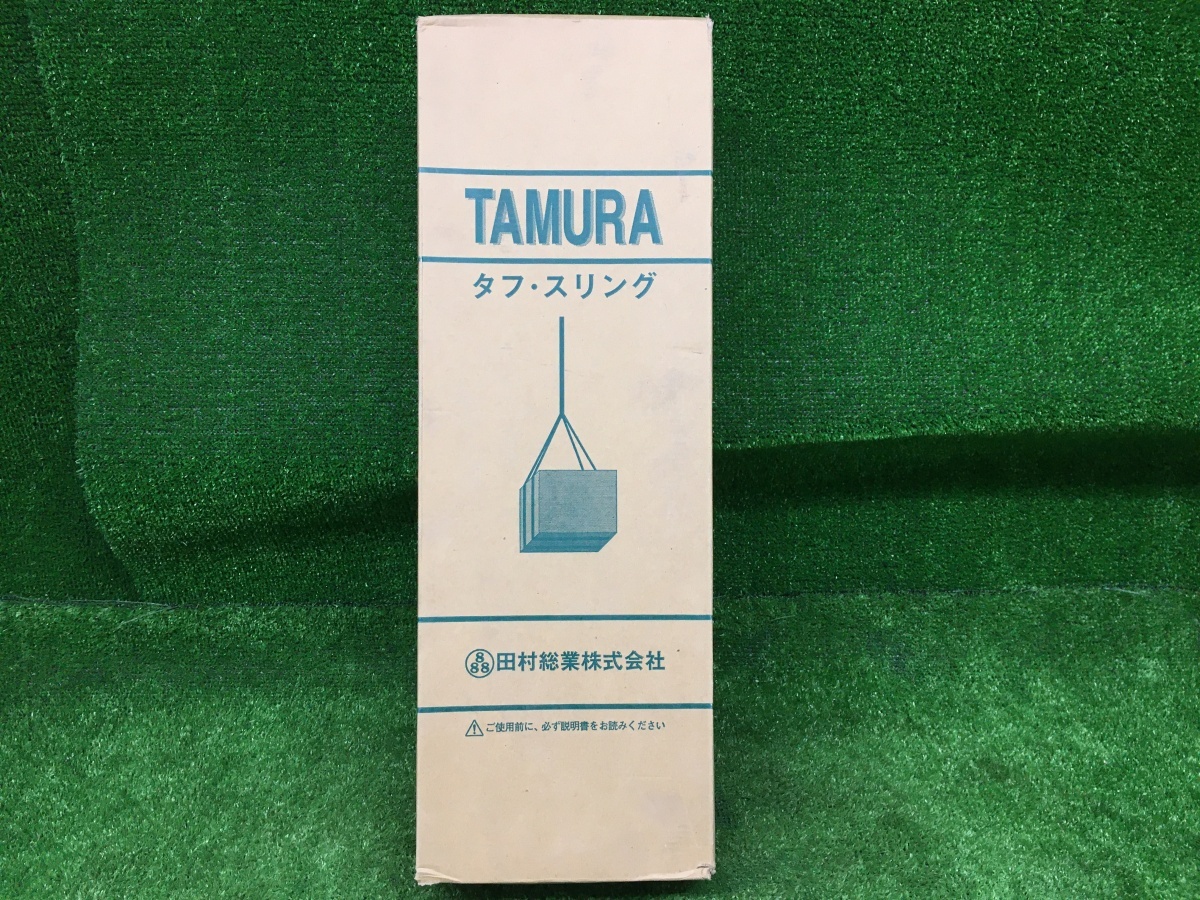 TAMURA
タフ・スリング
888 田村総業株式会社
ご使用前に、必ず説明書をお読みください